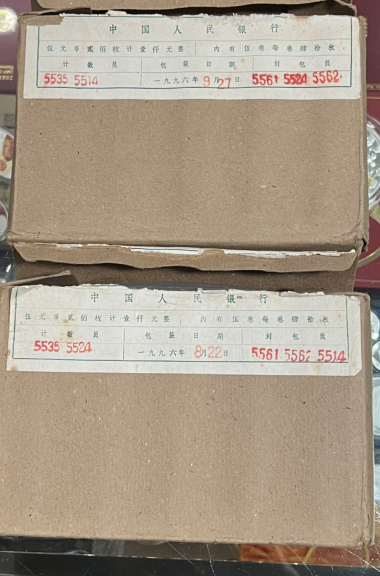 中国人民银行
伍元币贰佰枚计壹仟元整 内有伍卷每卷肆拾枚
计数员 包装日期 封包员
5535 5514 一九九六年9月27日 5561 5524 5562
中国人民银行
伍元币贰佰枚计壹仟元整 内有伍卷每卷肆拾枚
计数员 包装日期 封包员
5535 5524 一九九六年8月22日 5561 5562 5514